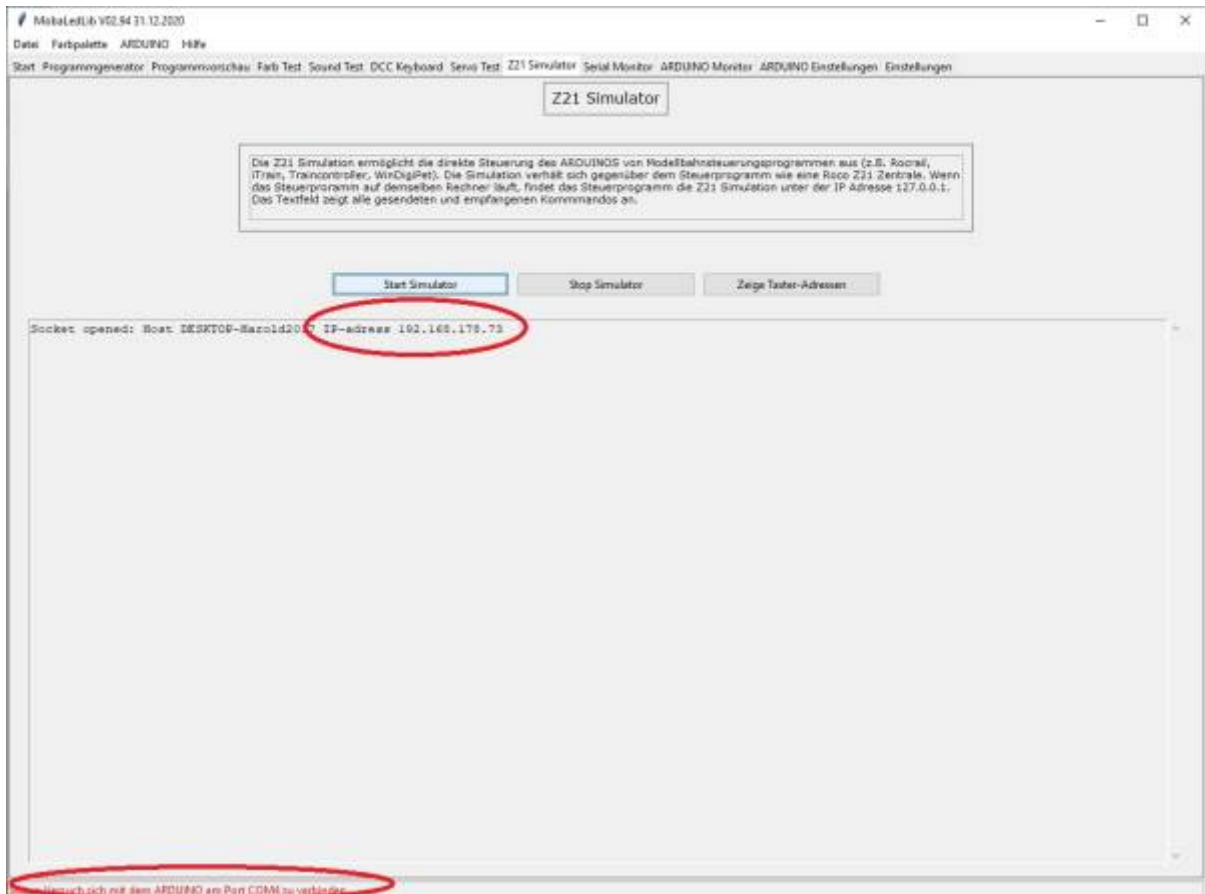 MobaLedLib V02.94 31.12.2020
Datei Farbpalette ARDUINO Hilfe
Start Programmgenerator Programmvorschau Farb Test Sound Test DCC Keyboard Servo Test Z21 Simulator Serial Monitor ARDUINO Monitor ARDUINO Einstellungen Einstellungen
Z21 Simulator
Die Z21 Simulation ermöglicht die direkte Steuerung des ARDUINOS von Modellbahnsteuerungsprogrammen aus (z.B. Rocrail,
iTrain, Traincontroller, WinDigiPet). Die Simulation verhält sich gegenüber dem Steuerprogramm wie eine Roco Z21 Zentrale. Wenn
das Steuerproramm auf demselben Rechner läuft, findet das Steuerprogramm die Z21 Simulation unter der IP Adresse 127.0.0.1.
Das Textfeld zeigt alle gesendeten und empfangenen Kommmandos an.
Start Simulator Stop Simulator Zeige Taster-Adressen
Socket opened: Host IP-adress 192.168.178.73
Versuch sich mit dem ARDUINO am Port zu verbinden